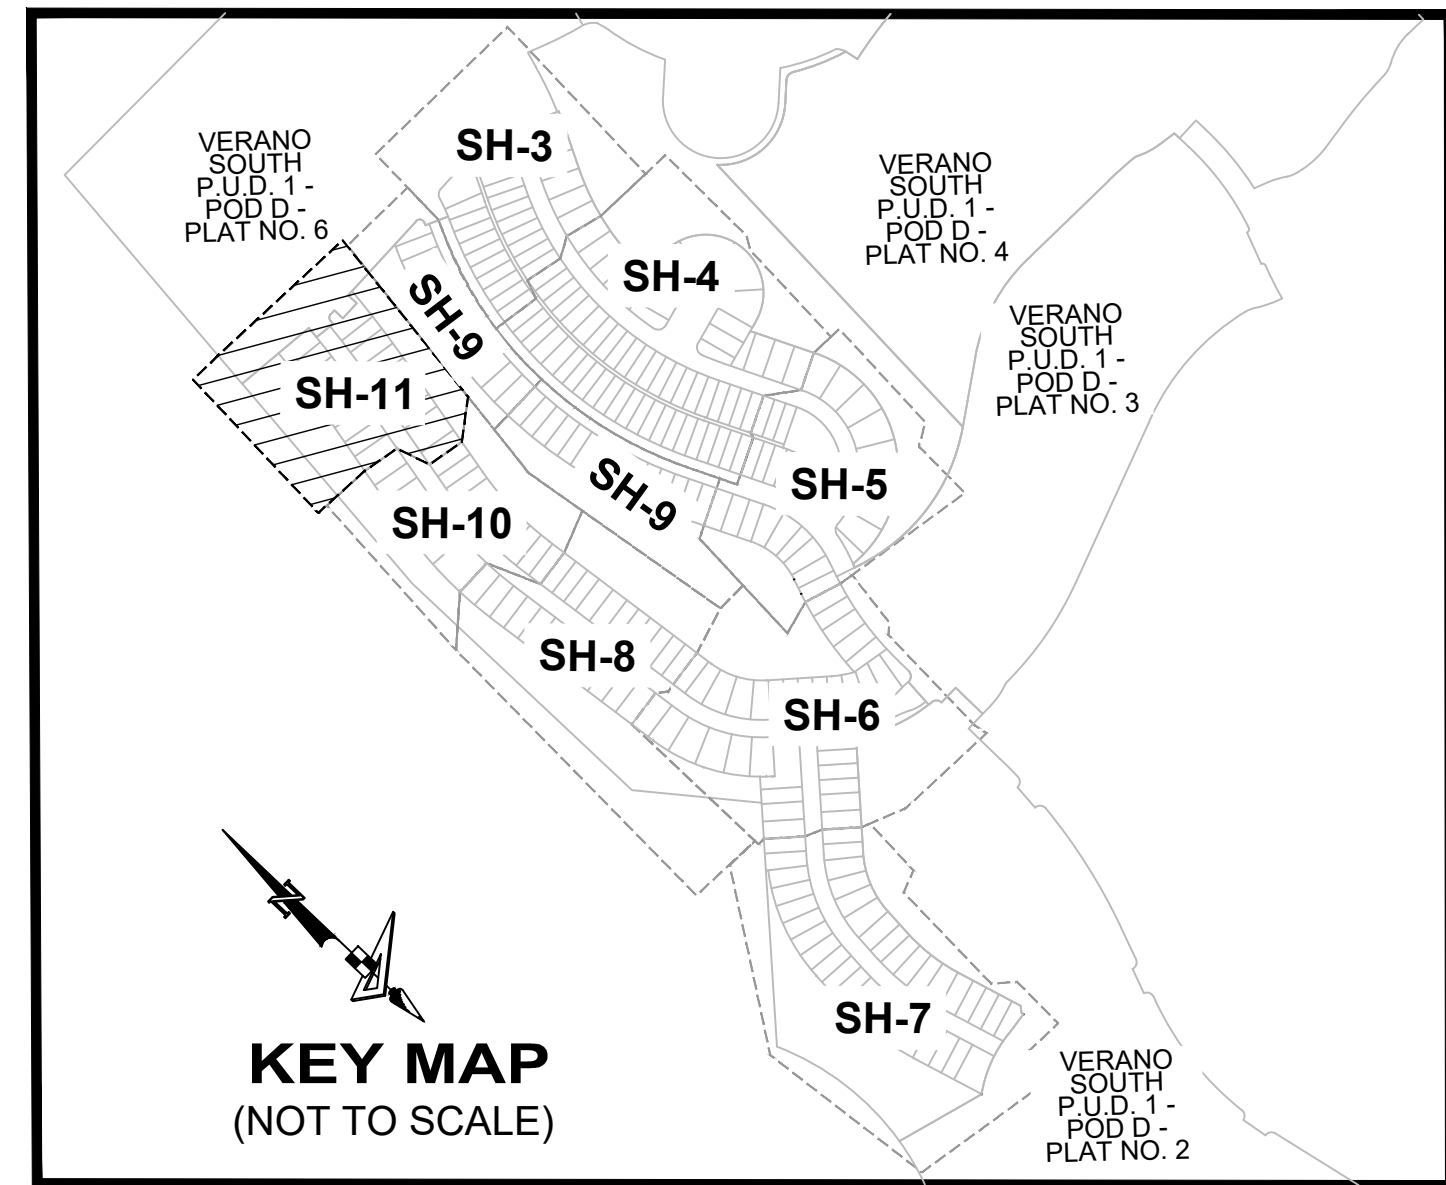 SH-3
VERANO
SOUTH
P.U.D. 1 -
POD D -
PLAT NO. 6
VERANO
SOUTH
P.U.D. 1 -
POD D -
PLAT NO. 4
SH-4
SH-9
VERANO
SOUTH
P.U.D. 1 -
POD D -
PLAT NO. 3
SH-11
SH-9
SH-5
SH-10
SH-8
SH-6
N
SH-7
KEY MAP
(NOT TO SCALE)
VERANO
SOUTH
P.U.D. 1 -
POD D -
PLAT NO. 2